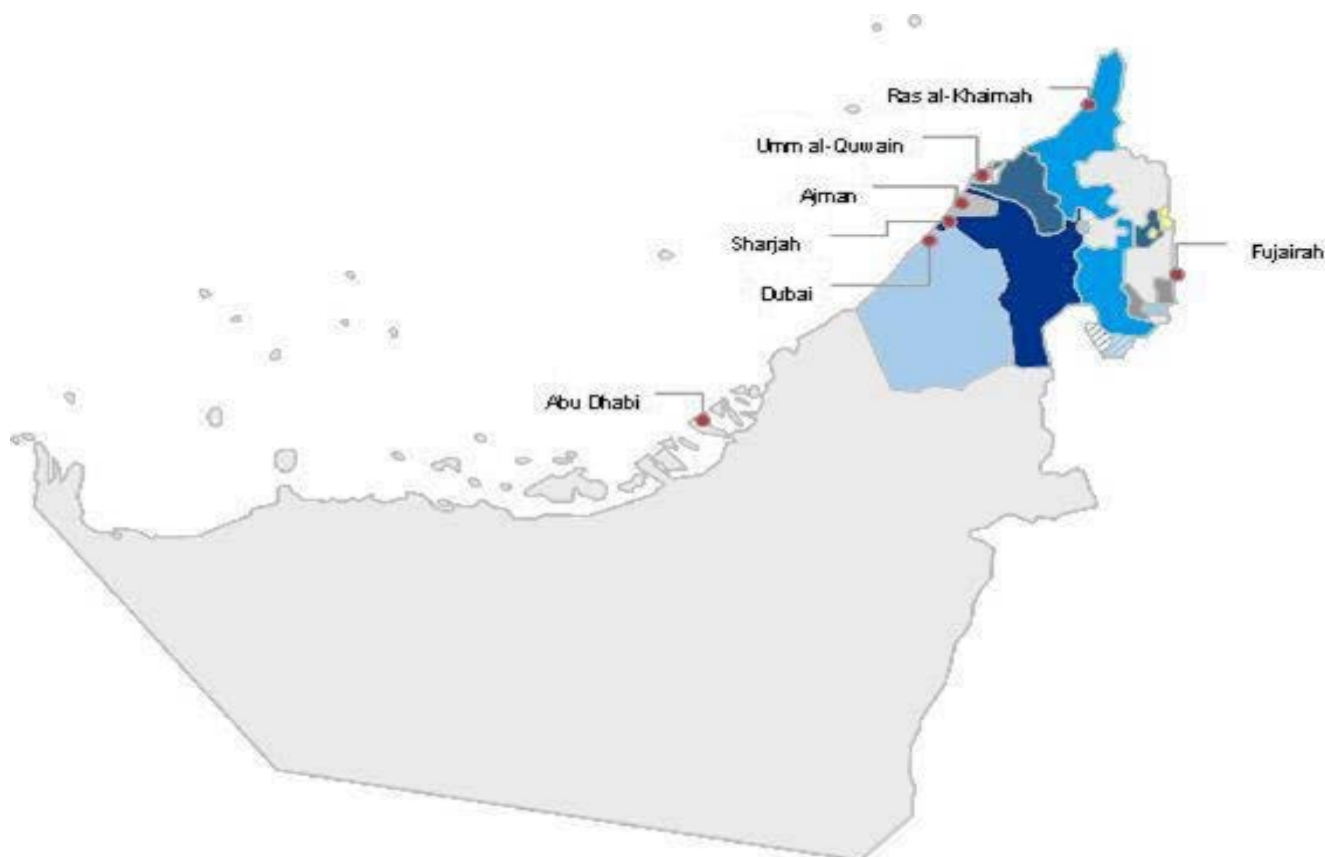 Ras al-Khaimah
Umm al-Quwain
Ajman
Sharjah
Fujairah
Dubai
Abu Dhabi